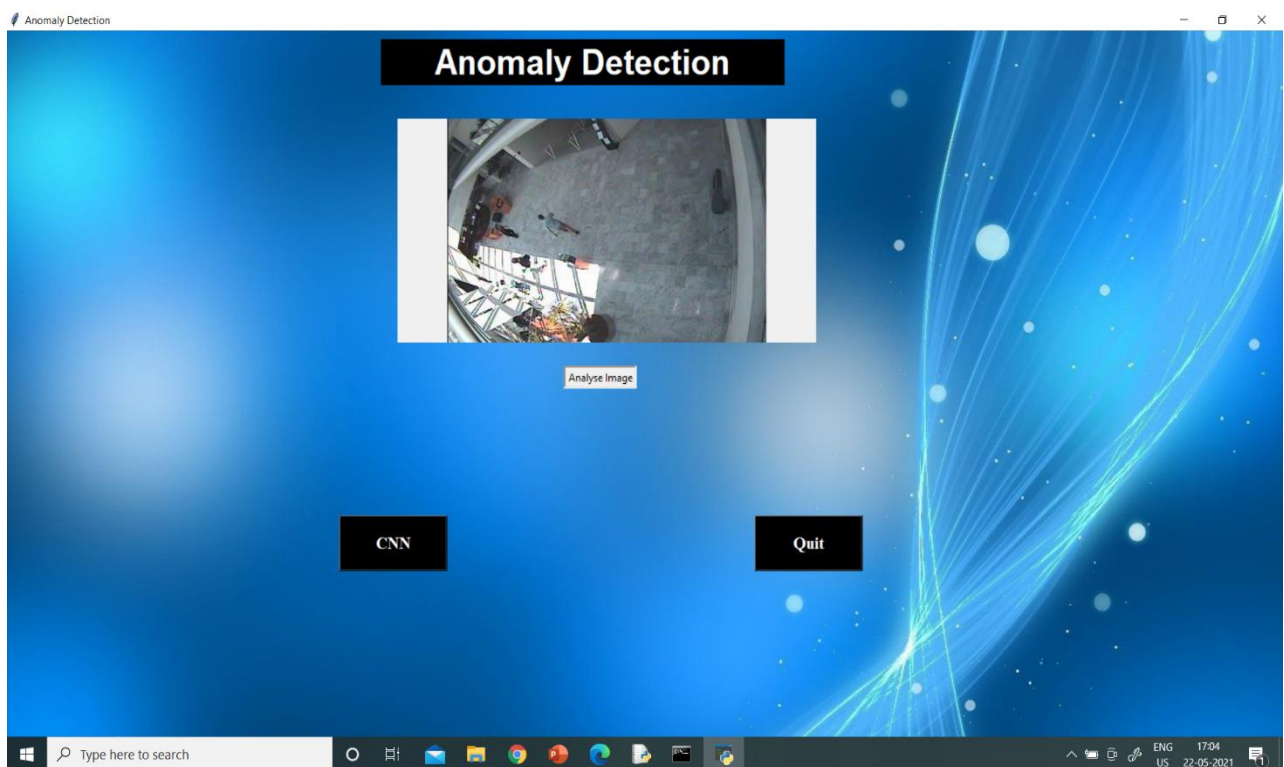 Anomaly Detection
Anomaly Detection
Analyse Image
CNN
Quit
Type here to search
ENG
US
17:04
22-05-2021
1